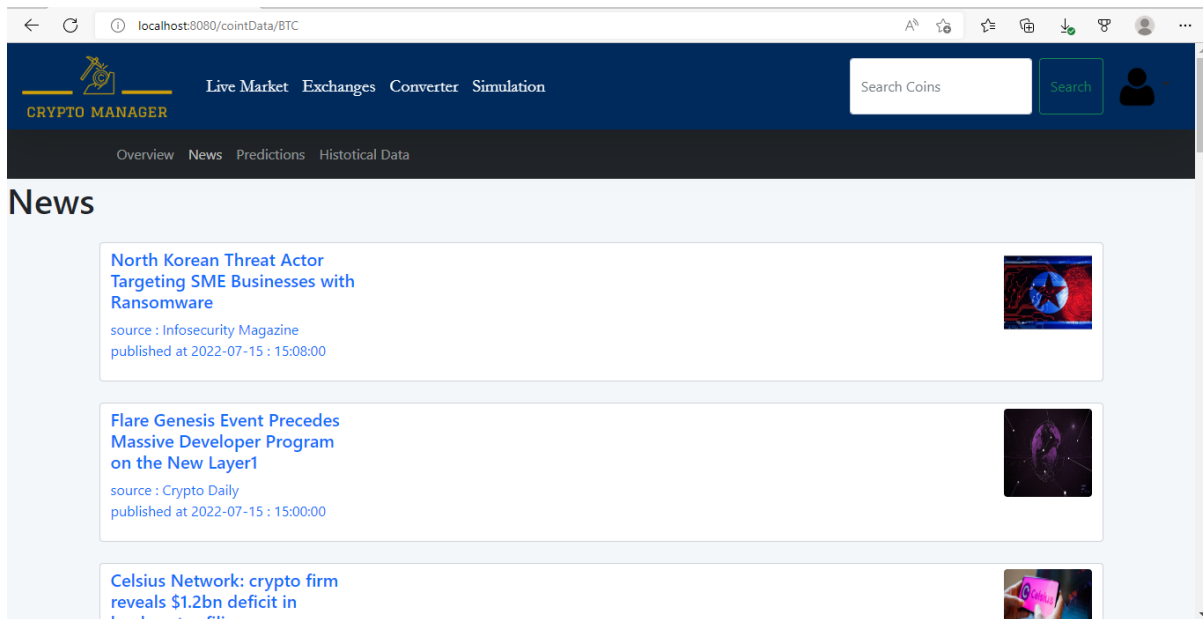 localhost:8080/cointData/BTC
CRYPTO MANAGER
Live Market Exchanges Converter Simulation
Search Coins
Search
Overview News Predictions Histotical Data
News
North Korean Threat Actor
Targeting SME Businesses with
Ransomware
source : Infosecurity Magazine
published at 2022-07-15 : 15:08:00
Flare Genesis Event Precedes
Massive Developer Program
on the New Layer1
source : Crypto Daily
published at 2022-07-15 : 15:00:00
Celsius Network: crypto firm
reveals $1.2bn deficit in
Celsius